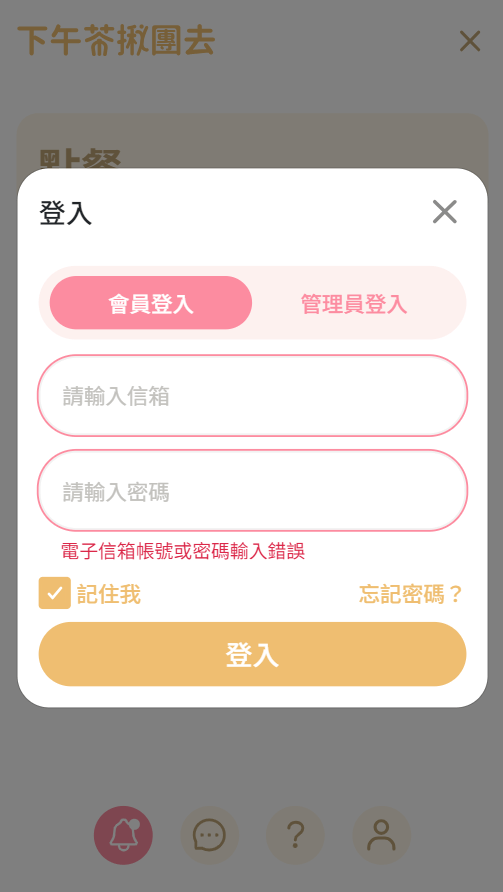 下午茶揪團去
點餐
登入
會員登入
管理員登入
請輸入信箱
請輸入密碼
電子信箱帳號或密碼輸入錯誤
記住我
忘記密碼？
登入